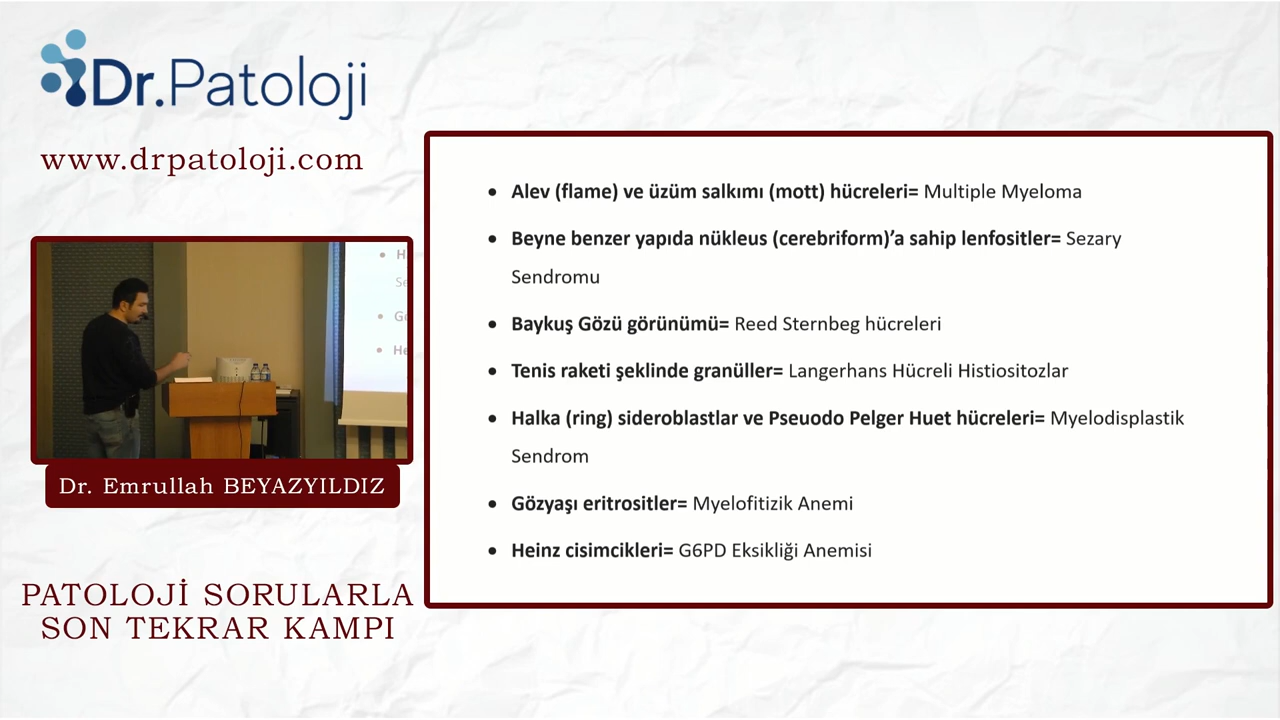 Dr.Patoloji
www.drpatoloji.com
Dr. Emrullah BEYAZYILDIZ
PATOLOJİ SORULARLA
SON TEKRAR KAMPI
• Alev (flame) ve üzüm salkımı (mott) hücreleri= Multiple Myeloma
• Beyne benzer yapıda nükleus (cerebriform)’a sahip lenfositler= Sezary
Sendromu
• Baykuş Gözü görünümü= Reed Sternbeg hücreleri
• Tenis raketi şeklinde granüller= Langerhans Hücreli Histiositozlar
• Halka (ring) sideroblastlar ve Pseuodo Pelger Huet hücreleri= Myelodisplastik
Sendrom
• Gözyaşı eritrositler= Myelofitizik Anemi
• Heinz cisimcikleri= G6PD Eksikliği Anemisi